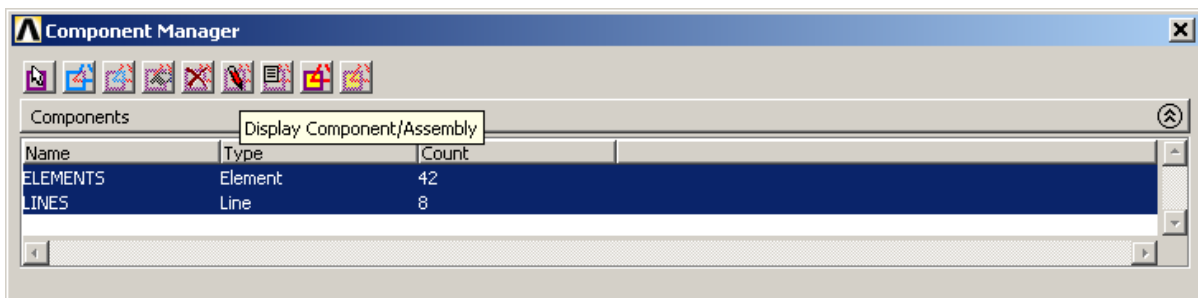 Component Manager
Components
Display Component/Assembly
Name Type Count
ELEMENTS Element 42
LINES Line 8